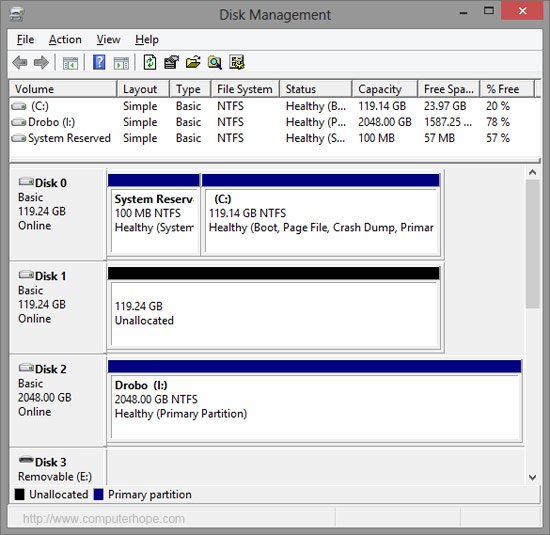 Disk Management
File Action View Help
Volume Layout Type File System Status Capacity Free Spa... % Free
(C:) Simple Basic NTFS Healthy (B... 119.14 GB 23.97 GB 20 %
Drobo (I:) Simple Basic NTFS Healthy (P... 2048.00 GB 1587.25 ... 78 %
System Reserved Simple Basic NTFS Healthy (S... 100 MB 57 MB 57 %
Disk 0
Basic
119.24 GB
Online
System Reserv
100 MB NTFS
Healthy (System
(C:)
119.14 GB NTFS
Healthy (Boot, Page File, Crash Dump, Primar
Disk 1
Basic
119.24 GB
Online
119.24 GB
Unallocated
Disk 2
Basic
2048.00 GB
Online
Drobo (I:)
2048.00 GB NTFS
Healthy (Primary Partition)
Disk 3
Removable (E:)
Unallocated Primary partition
http://www.computerhope.com